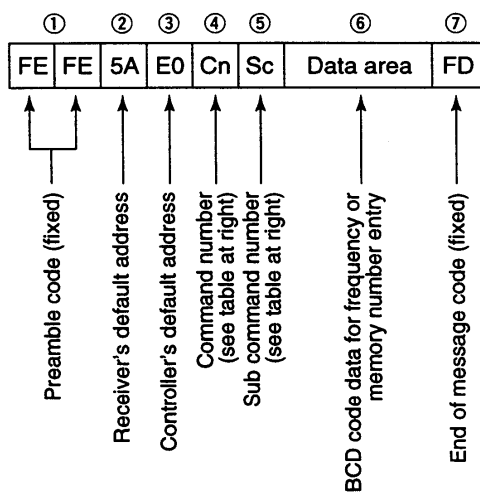 ① ② ③ ④ ⑤ ⑥ ⑦
FE FE 5A E0 Cn Sc Data area FD
Preamble code (fixed)
Receiver's default address
Controller's default address
Command number
(see table at right)
Sub command number
(see table at right)
BCD code data for frequency or
memory number entry
End of message code (fixed)